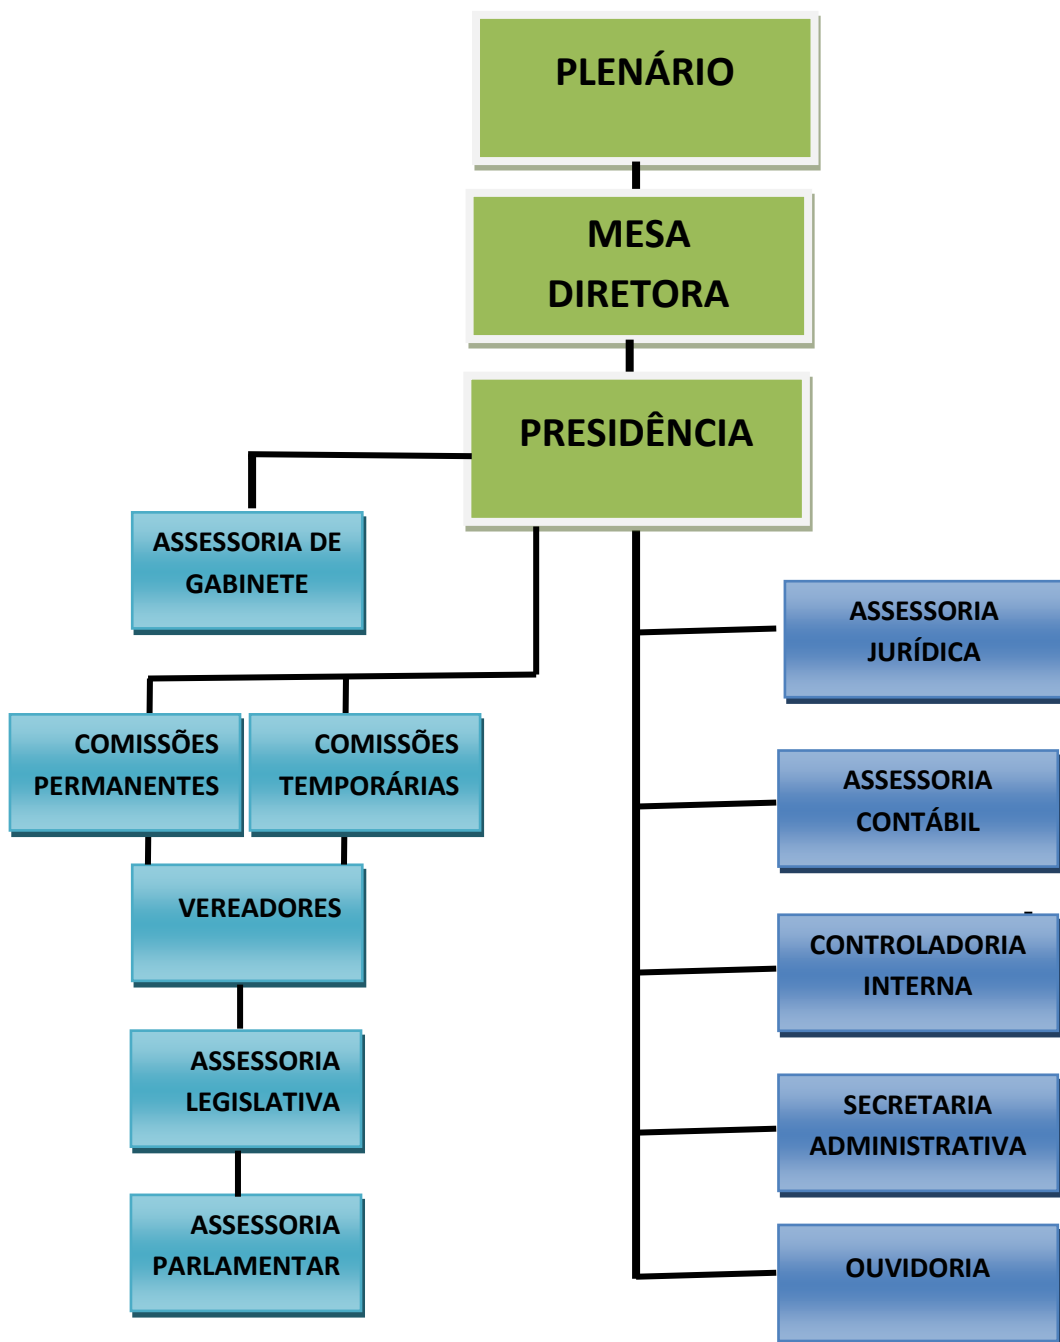 PLENÁRIO
MESA
DIRETORA
PRESIDÊNCIA
ASSESSORIA DE
GABINETE
COMISSÕES
PERMANENTES
COMISSÕES
TEMPORÁRIAS
VEREADORES
ASSESSORIA
LEGISLATIVA
ASSESSORIA
PARLAMENTAR
ASSESSORIA
JURÍDICA
ASSESSORIA
CONTÁBIL
CONTROLADORIA
INTERNA
SECRETARIA
ADMINISTRATIVA
OUVIDORIA